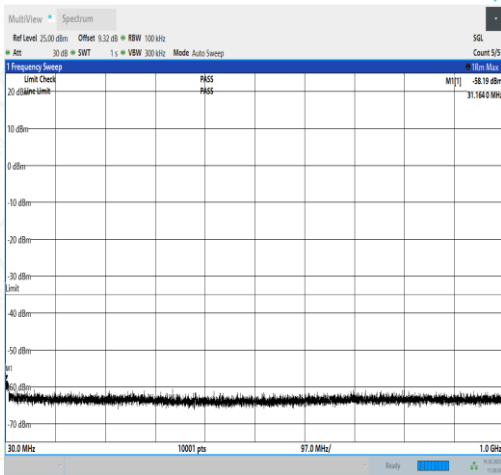 MultiView Spectrum
Ref Level 25.00 dBm Offset 9.32 dB RBW 100 kHz SGL
Att 30 dB SWT 1 s VBW 300 kHz Mode Auto Sweep Count 5/5
1 Frequency Sweep 1Rm Max
Limit Check PASS M1[1] -58.19 dBm
20 dBm Line Limit PASS 31.164 0 MHz
10 dBm
0 dBm
-10 dBm
-20 dBm
-30 dBm
Limit
-40 dBm
-50 dBm
M1
-60 dBm
-70 dBm
30.0 MHz 10001 pts 97.0 MHz/ 1.0 GHz
Ready